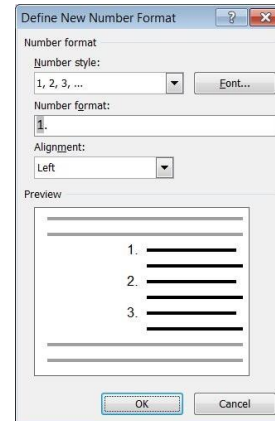 Define New Number Format
Number format
Number style:
1, 2, 3, ...
Font...
Number format:
1.
Alignment:
Left
Preview
1.
2.
3.
OK Cancel